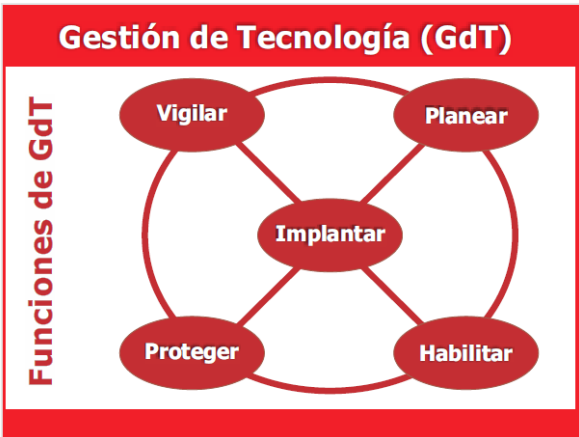 Gestión de Tecnología (GdT)
Funciones de GdT
Vigilar
Planear
Implantar
Proteger
Habilitar